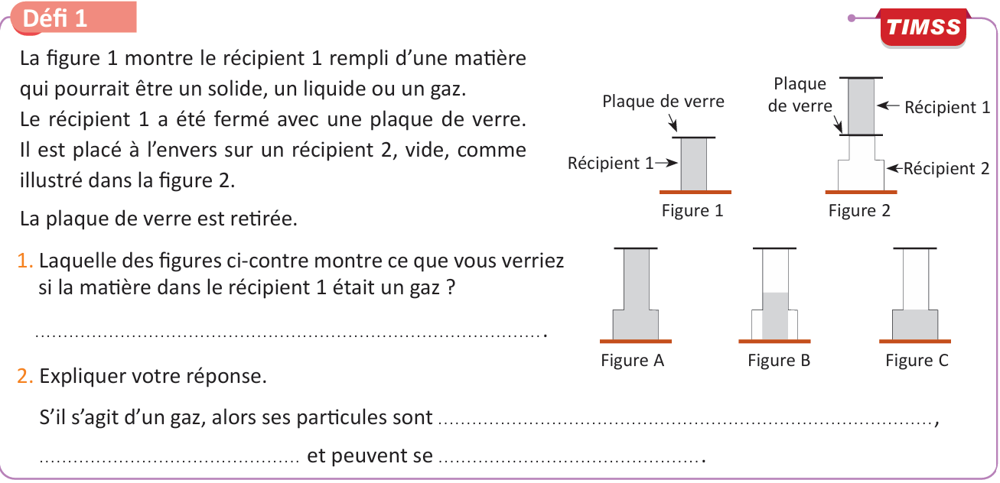 Défi 1
TIMSS
La figure 1 montre le récipient 1 rempli d’une matière
qui pourrait être un solide, un liquide ou un gaz.
Le récipient 1 a été fermé avec une plaque de verre.
Il est placé à l’envers sur un récipient 2, vide, comme
illustré dans la figure 2.
La plaque de verre est retirée.
Plaque de verre
Récipient 1
Figure 1
Plaque
de verre
Récipient 1
Récipient 2
Figure 2
1. Laquelle des figures ci-contre montre ce que vous verriez
si la matière dans le récipient 1 était un gaz ?
..............................................................................................
Figure A
Figure B
Figure C
2. Expliquer votre réponse.
S’il s’agit d’un gaz, alors ses particules sont ........................................................................................,
.............................................. et peuvent se ...............................................